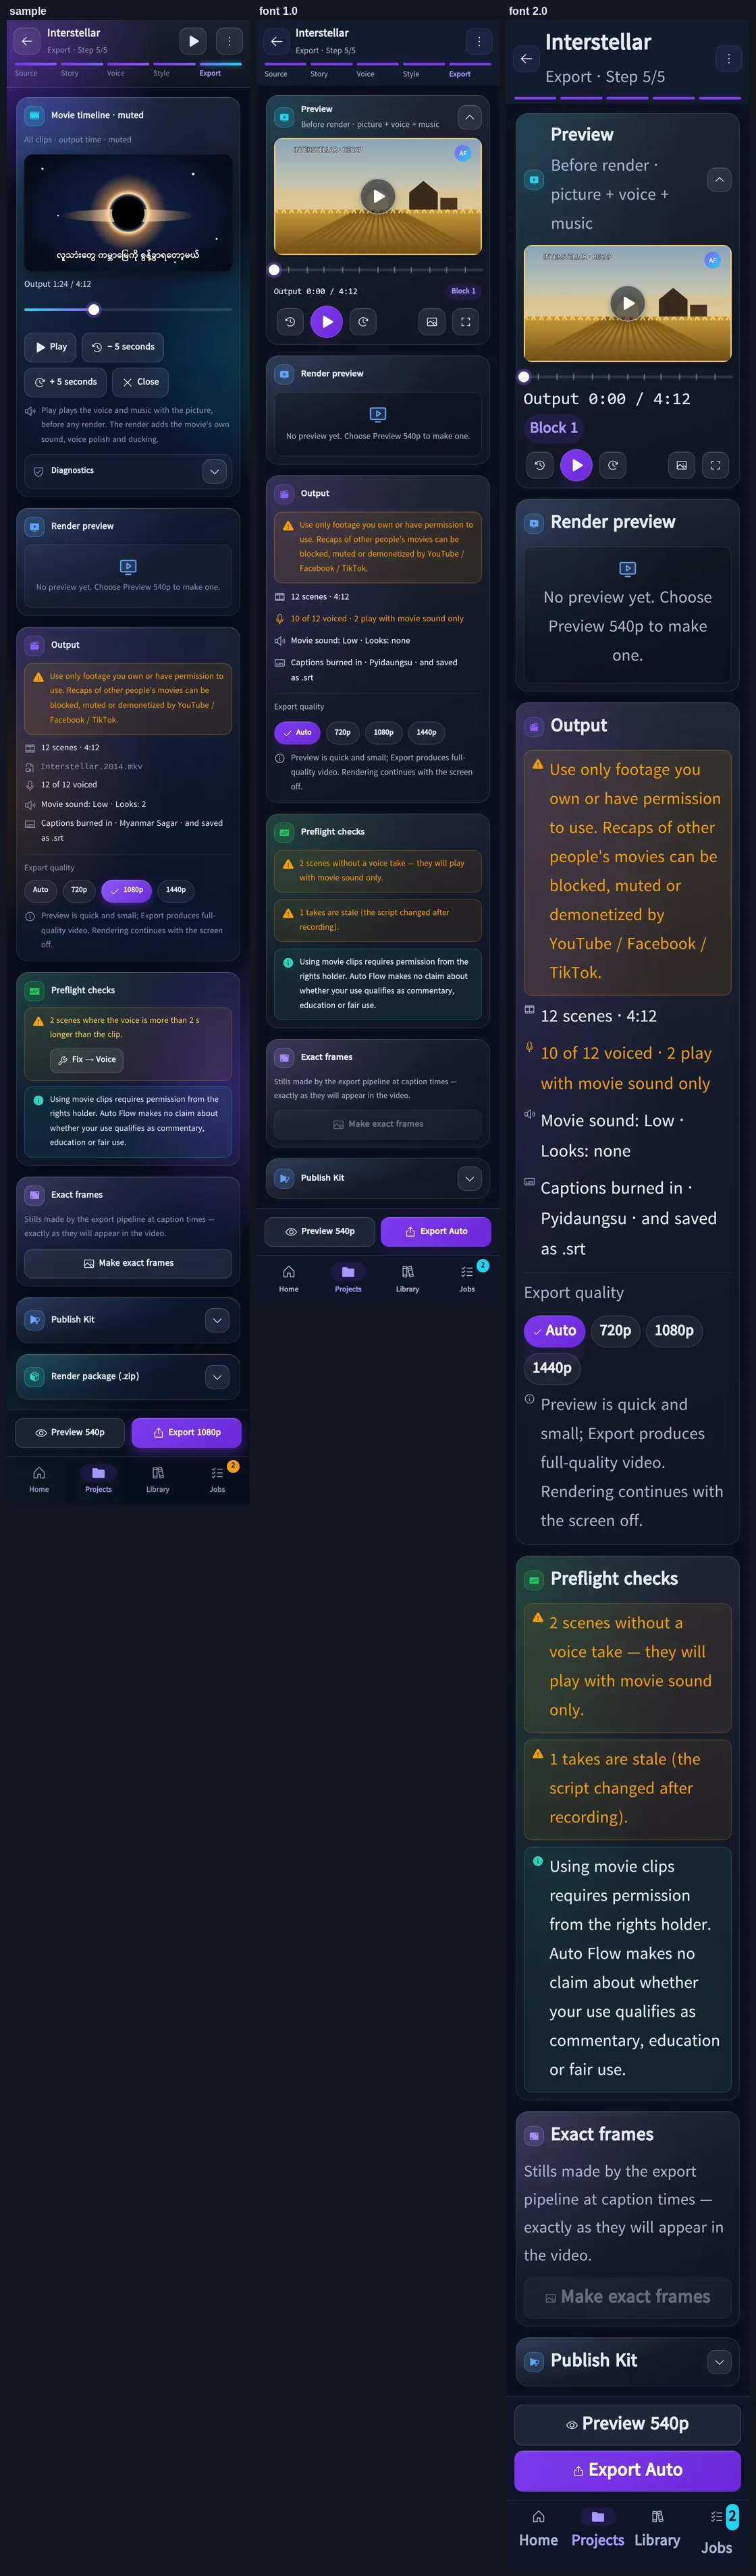 sample
Interstellar
Export · Step 5/5
Source Story Voice Style Export
Movie timeline · muted
All clips · output time · muted
လူသားတွေ ကမ္ဘာမြေကို စွန့်ခွာရတော့မယ်
Output 1:24 / 4:12
Play
− 5 seconds
+ 5 seconds
Close
Play plays the voice and music with the picture,
before any render. The render adds the movie's own
sound, voice polish and ducking.
Diagnostics
Render preview
No preview yet. Choose Preview 540p to make one.
Output
Use only footage you own or have permission to
use. Recaps of other people's movies can be
blocked, muted or demonetized by YouTube /
Facebook / TikTok.
12 scenes · 4:12
Interstellar.2014.mkv
12 of 12 voiced
Movie sound: Low · Looks: 2
Captions burned in · Myanmar Sagar · and saved
as .srt
Export quality
Auto 720p 1080p 1440p
Preview is quick and small; Export produces full-
quality video. Rendering continues with the screen
off.
Preflight checks
2 scenes where the voice is more than 2 s
longer than the clip.
Fix → Voice
Using movie clips requires permission from the
rights holder. Auto Flow makes no claim about
whether your use qualifies as commentary,
education or fair use.
Exact frames
Stills made by the export pipeline at caption times —
exactly as they will appear in the video.
Make exact frames
Publish Kit
Render package (.zip)
Preview 540p
Export 1080p
2
Home Projects Library Jobs
font 1.0
Interstellar
Export · Step 5/5
Source Story Voice Style Export
Preview
Before render · picture + voice + music
INTERSTELLAR · RECAP
AF
Output 0:00 / 4:12
Block 1
Render preview
No preview yet. Choose Preview 540p to make one.
Output
Use only footage you own or have permission to
use. Recaps of other people's movies can be
blocked, muted or demonetized by YouTube /
Facebook / TikTok.
12 scenes · 4:12
10 of 12 voiced · 2 play with movie sound only
Movie sound: Low · Looks: none
Captions burned in · Pyidaungsu · and saved
as .srt
Export quality
Auto 720p 1080p 1440p
Preview is quick and small; Export produces full-
quality video. Rendering continues with the screen
off.
Preflight checks
2 scenes without a voice take — they will play
with movie sound only.
1 takes are stale (the script changed after
recording).
Using movie clips requires permission from the
rights holder. Auto Flow makes no claim about
whether your use qualifies as commentary,
education or fair use.
Exact frames
Stills made by the export pipeline at caption times —
exactly as they will appear in the video.
Make exact frames
Publish Kit
Preview 540p
Export Auto
2
Home Projects Library Jobs
font 2.0
Interstellar
Export · Step 5/5
Preview
Before render ·
picture + voice +
music
INTERSTELLAR · RECAP
AF
Output 0:00 / 4:12
Block 1
Render preview
No preview yet. Choose
Preview 540p to make
one.
Output
Use only footage you
own or have permission
to use. Recaps of other
people's movies can be
blocked, muted or
demonetized by
YouTube / Facebook /
TikTok.
12 scenes · 4:12
10 of 12 voiced · 2 play
with movie sound only
Movie sound: Low ·
Looks: none
Captions burned in ·
Pyidaungsu · and saved
as .srt
Export quality
Auto 720p 1080p
1440p
Preview is quick and
small; Export produces
full-quality video.
Rendering continues with
the screen off.
Preflight checks
2 scenes without a
voice take — they will
play with movie sound
only.
1 takes are stale (the
script changed after
recording).
Using movie clips
requires permission
from the rights holder.
Auto Flow makes no
claim about whether
your use qualifies as
commentary, education
or fair use.
Exact frames
Stills made by the export
pipeline at caption times —
exactly as they will appear in
the video.
Make exact frames
Publish Kit
Preview 540p
Export Auto
2
Home Projects Library Jobs